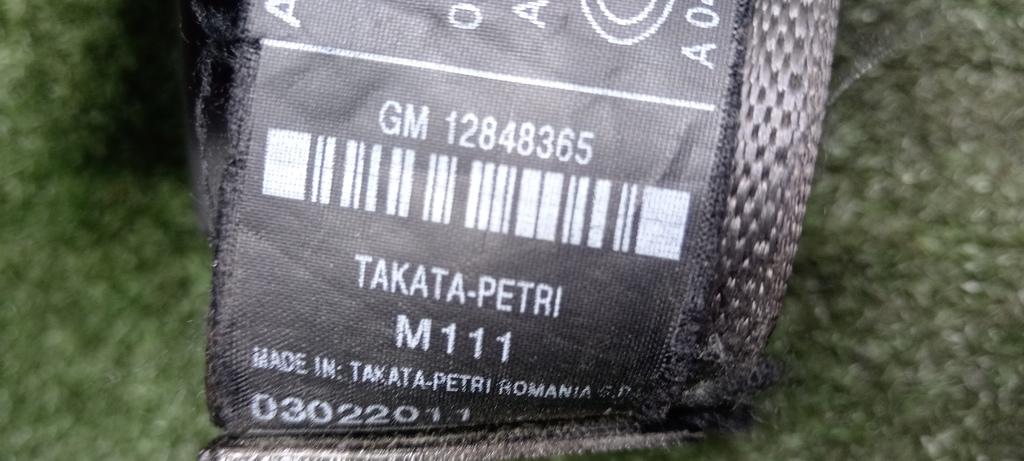 GM 12848365
TAKATA-PETRI
M111
MADE IN: TAKATA-PETRI ROMANIA
03022011